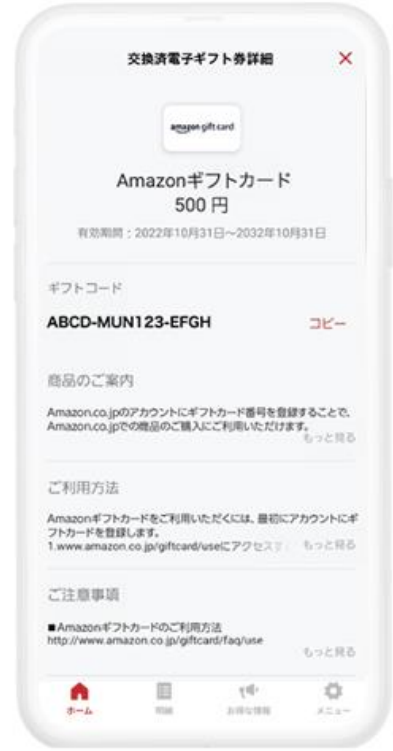 交換済電子ギフト券詳細
×
amazon gift card
Amazonギフトカード
500 円
有効期間：2022年10月31日～2032年10月31日
ギフトコード
ABCD-MUN123-EFGH コピー
商品のご案内
Amazon.co.jpのアカウントにギフトカード番号を登録することで、
Amazon.co.jpでの商品のご購入にご利用いただけます。
もっと見る
ご利用方法
Amazonギフトカードをご利用いただくには、最初にアカウントにギ
フトカードを登録します。
1.www.amazon.co.jp/giftcard/useにアクセスす もっと見る
ご注意事項
■Amazonギフトカードのご利用方法
http://www.amazon.co.jp/giftcard/faq/use
もっと見る
ホーム 明細 お得な情報 メニュー